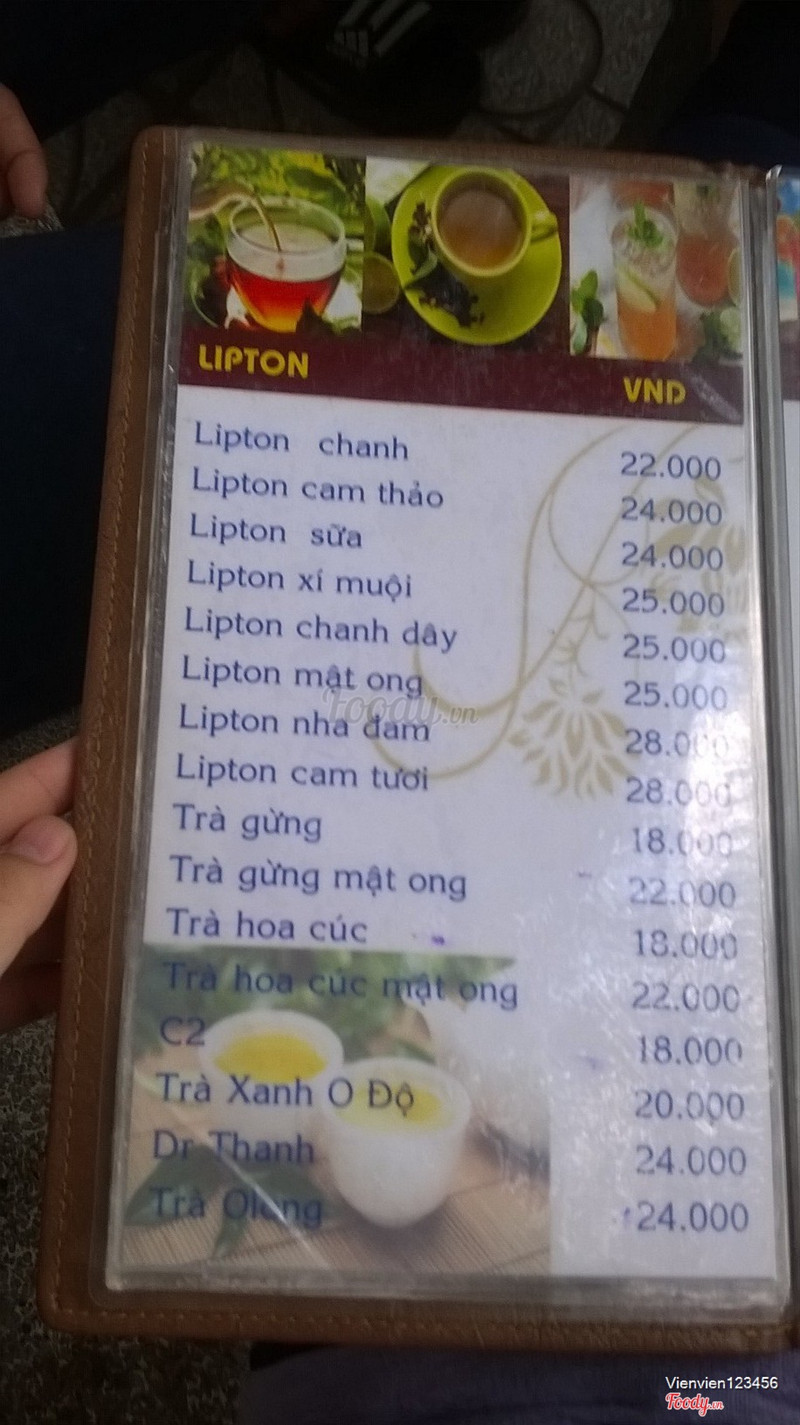 LIPTON VND
Lipton chanh 22.000
Lipton cam thảo 24.000
Lipton sữa 24.000
Lipton xí muội 25.000
Lipton chanh dây 25.000
Lipton mật ong 25.000
Lipton nha đam 28.000
Lipton cam tươi 28.000
Trà gừng 18.000
Trà gừng mật ong 22.000
Trà hoa cúc 18.000
Trà hoa cúc mật ong 22.000
C2 18.000
Trà Xanh O Độ 20.000
Dr Thanh 24.000
Trà Olong 24.000
Foody.vn
Vienvien123456
Foody.vn